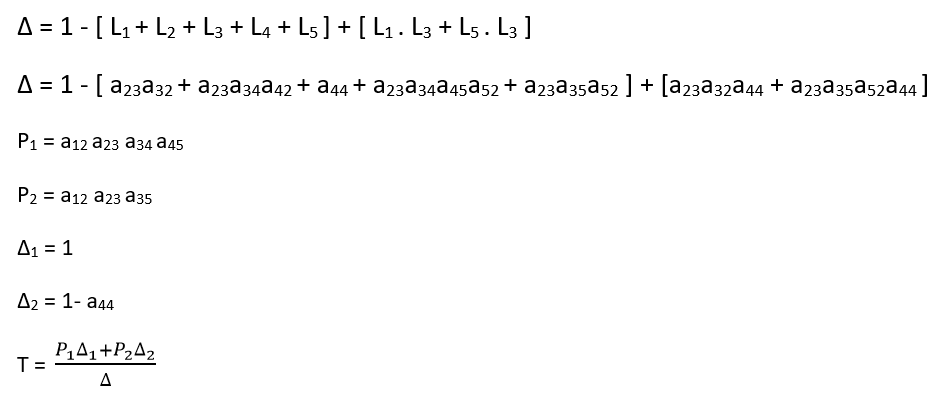 Δ = 1 - [ L₁ + L₂ + L₃ + L₄ + L₅ ] + [ L₁ . L₃ + L₅ . L₃ ]
Δ = 1 - [ a₂₃a₃₂ + a₂₃a₃₄a₄₂ + a₄₄ + a₂₃a₃₄a₄₅a₅₂ + a₂₃a₃₅a₅₂ ] + [a₂₃a₃₂a₄₄ + a₂₃a₃₅a₅₂a₄₄ ]
P₁ = a₁₂ a₂₃ a₃₄ a₄₅
P₂ = a₁₂ a₂₃ a₃₅
Δ₁ = 1
Δ₂ = 1- a₄₄
T = \frac{P₁Δ₁+P₂Δ₂}{Δ}